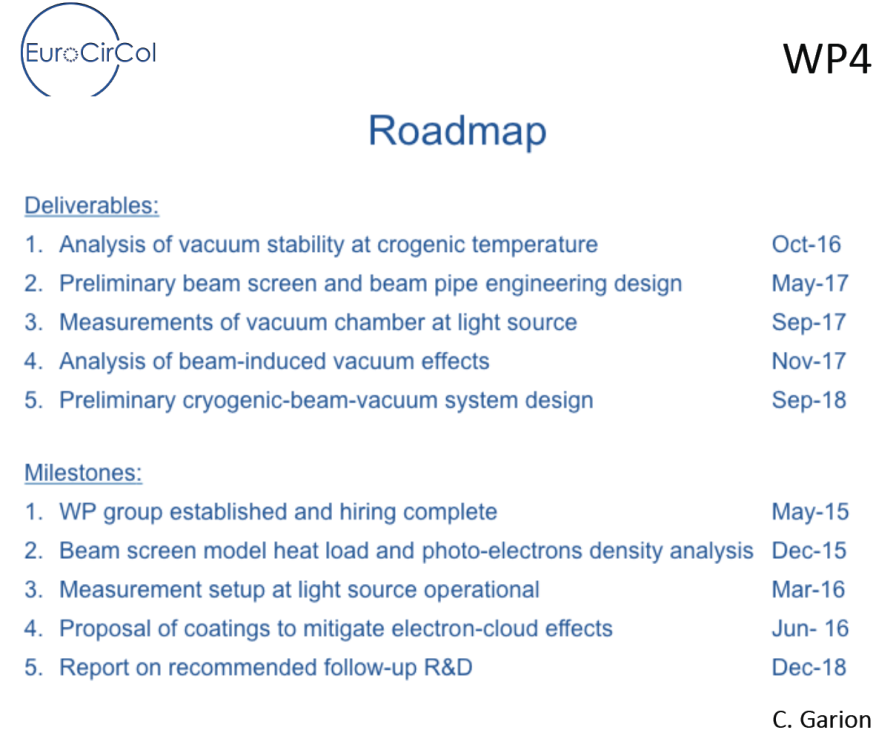 EuroCirCol
WP4
Roadmap
Deliverables:
1. Analysis of vacuum stability at crogenic temperature Oct-16
2. Preliminary beam screen and beam pipe engineering design May-17
3. Measurements of vacuum chamber at light source Sep-17
4. Analysis of beam-induced vacuum effects Nov-17
5. Preliminary cryogenic-beam-vacuum system design Sep-18
Milestones:
1. WP group established and hiring complete May-15
2. Beam screen model heat load and photo-electrons density analysis Dec-15
3. Measurement setup at light source operational Mar-16
4. Proposal of coatings to mitigate electron-cloud effects Jun- 16
5. Report on recommended follow-up R&D Dec-18
C. Garion